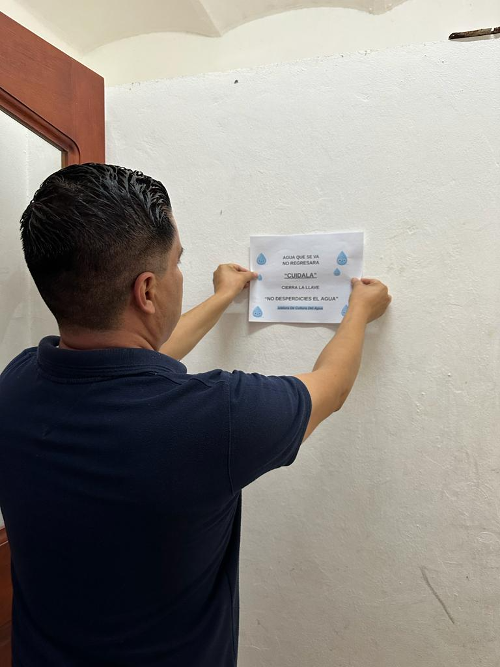 AGUA QUE SE VA
NO REGRESARA
"CUIDALA"
CIERRA LA LLAVE
"NO DESPERDICIES EL AGUA"